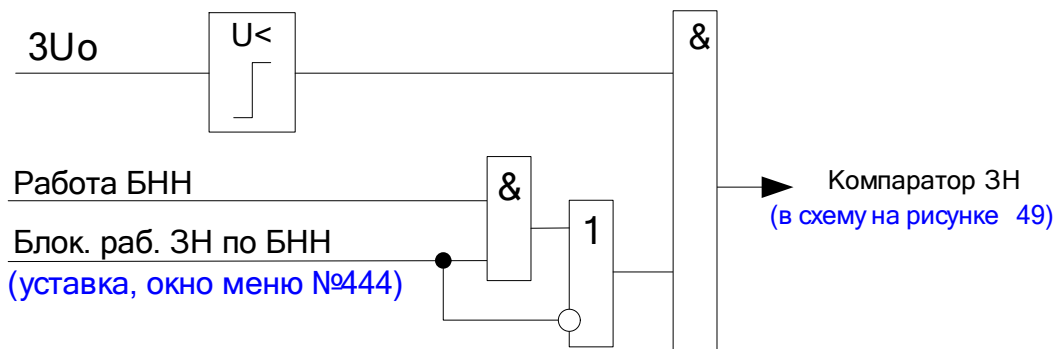 3Uo
U<
&
Работа БНН
&
Блок. раб. ЗН по БНН
(уставка, окно меню №444)
1
Компаратор ЗН
(в схему на рисунке 49)